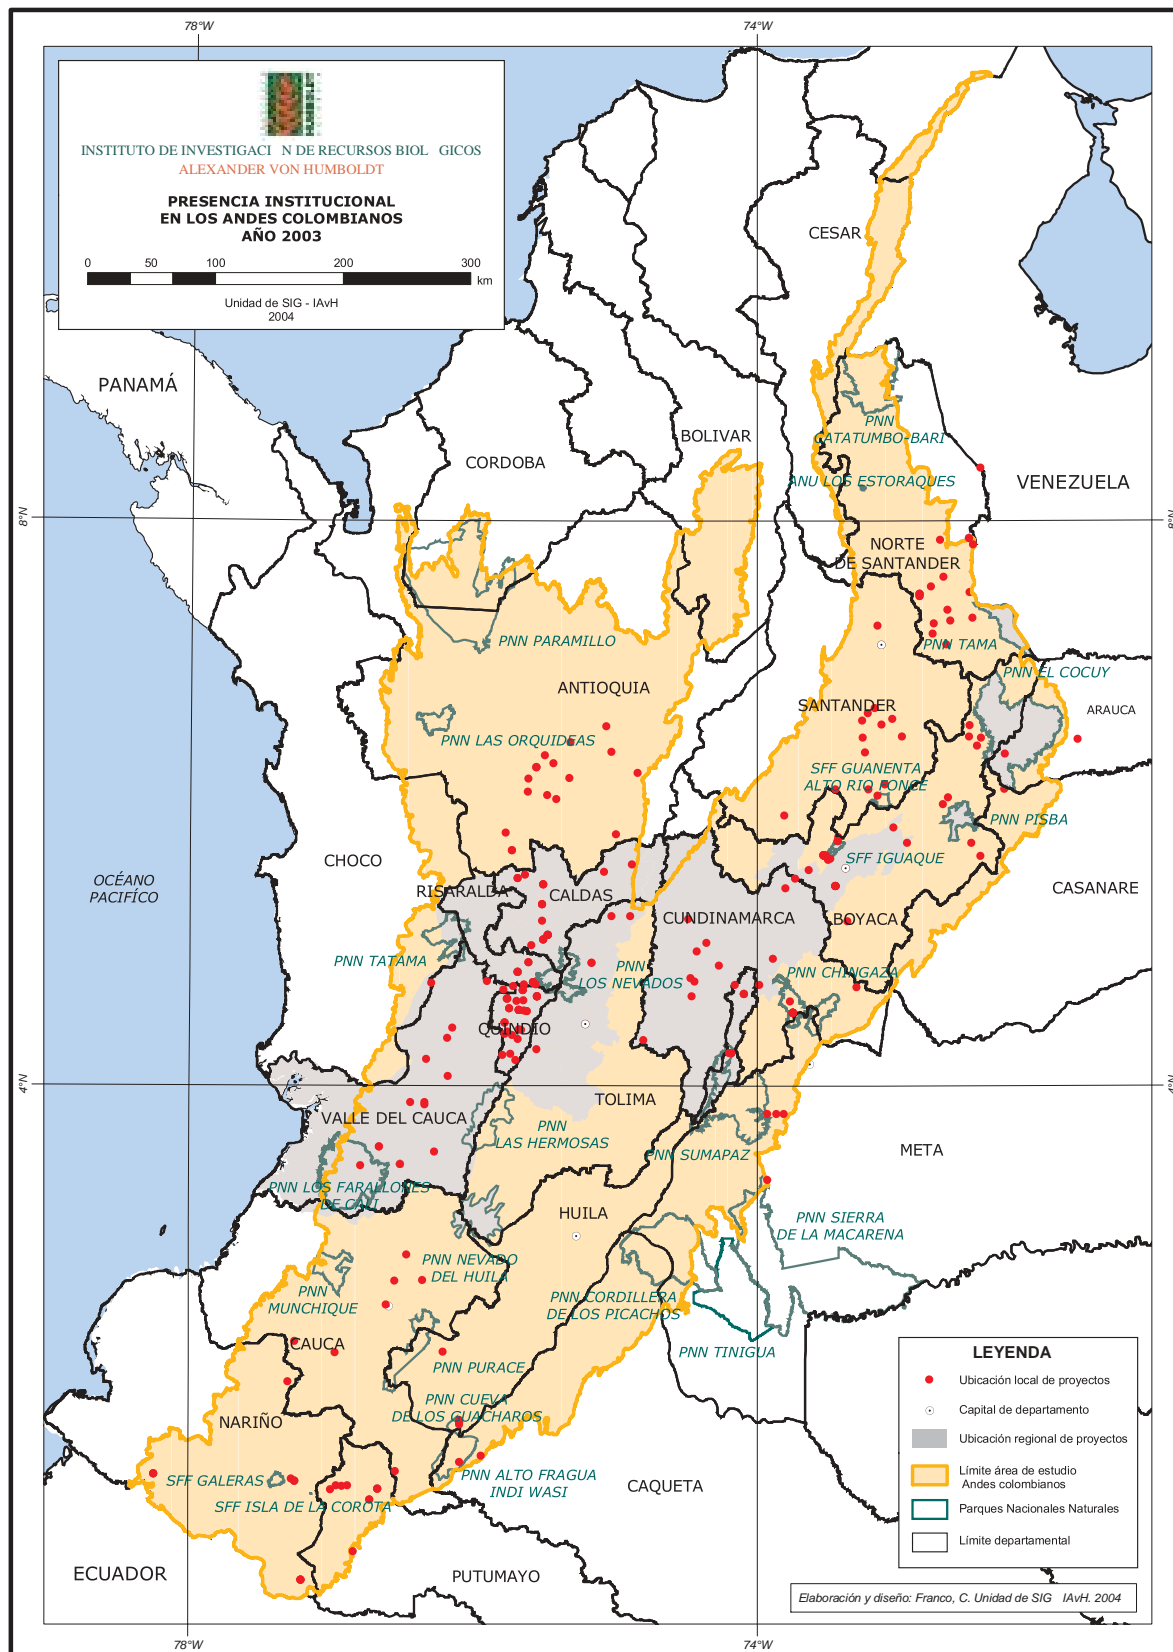 78°W
74°W
INSTITUTO DE INVESTIGACI N DE RECURSOS BIOL GICOS
ALEXANDER VON HUMBOLDT
PRESENCIA INSTITUCIONAL
EN LOS ANDES COLOMBIANOS
AÑO 2003
0 50 100 200 300
km
Unidad de SIG - IAvH
2004
CESAR
PANAMÁ
PNN
CATATUMBO-BARI
BOLIVAR
CORDOBA
ANU LOS ESTORAQUES
VENEZUELA
8°N
8°N
NORTE
DE SANTANDER
PNN PARAMILLO
PNN TAMA
PNN EL COCUY
ANTIOQUIA
SANTANDER
ARAUCA
PNN LAS ORQUIDEAS
SFF GUANENTA
ALTO RIO FONCE
PNN PISBA
CHOCO
SFF IGUAQUE
OCÉANO
PACIFÍCO
RISARALDA
CALDAS
CASANARE
CUNDINAMARCA
BOYACA
PNN TATAMA
PNN
LOS NEVADOS
PNN CHINGAZA
QUINDIO
4°N
4°N
TOLIMA
VALLE DEL CAUCA
PNN
LAS HERMOSAS
PNN SUMAPAZ
META
PNN LOS FARALLONES
DE CALI
HUILA
PNN SIERRA
DE LA MACARENA
PNN NEVADO
DEL HUILA
PNN
MUNCHIQUE
PNN CORDILLERA
DE LOS PICACHOS
CAUCA
PNN TINIGUA
PNN PURACE
PNN CUEVA
DE LOS GUACHAROS
NARIÑO
SFF GALERAS
PNN ALTO FRAGUA
INDI WASI
SFF ISLA DE LA COROTA
CAQUETA
ECUADOR
PUTUMAYO
LEYENDA
Ubicación local de proyectos
Capital de departamento
Ubicación regional de proyectos
Límite área de estudio
Andes colombianos
Parques Nacionales Naturales
Límite departamental
Elaboración y diseño: Franco, C. Unidad de SIG IAvH. 2004
78°W
74°W